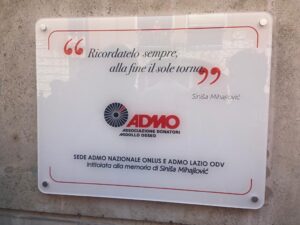 “Ricordatelo sempre,
alla fine il sole torna”
Siniša Mihajlović
ADMO
ASSOCIAZIONE DONATORI
MIDOLLO OSSEO
SEDE ADMO NAZIONALE ONLUS E ADMO LAZIO ODV
intitolata alla memoria di Siniša Mihajlović